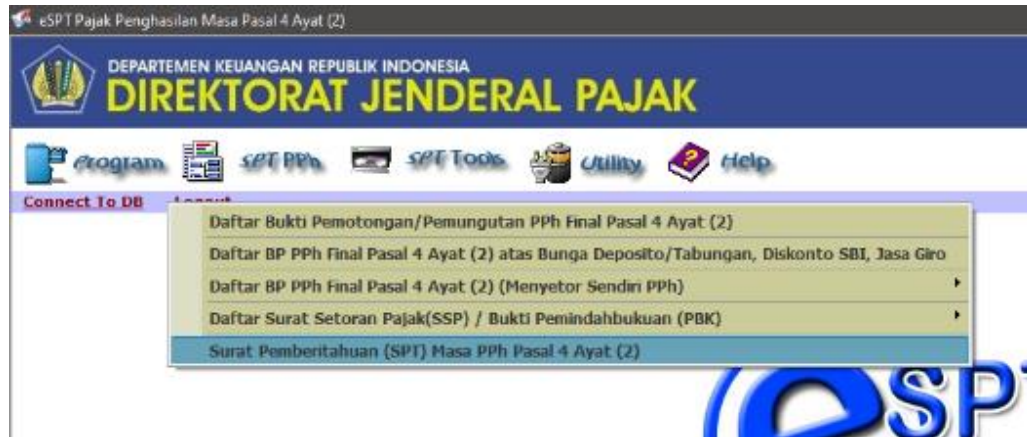 eSPT Pajak Penghasilan Masa Pasal 4 Ayat (2)
DEPARTEMEN KEUANGAN REPUBLIK INDONESIA
DIREKTORAT JENDERAL PAJAK
Program SPT PPh SPT Tools Utility Help
Connect To DB Logout
Daftar Bukti Pemotongan/Pemungutan PPh Final Pasal 4 Ayat (2)
Daftar BP PPh Final Pasal 4 Ayat (2) atas Bunga Deposito/Tabungan, Diskonto SBI, Jasa Giro
Daftar BP PPh Final Pasal 4 Ayat (2) (Menyetor Sendiri PPh)
Daftar Surat Setoran Pajak(SSP) / Bukti Pemindahbukuan (PBK)
Surat Pemberitahuan (SPT) Masa PPh Pasal 4 Ayat (2)
eSPT